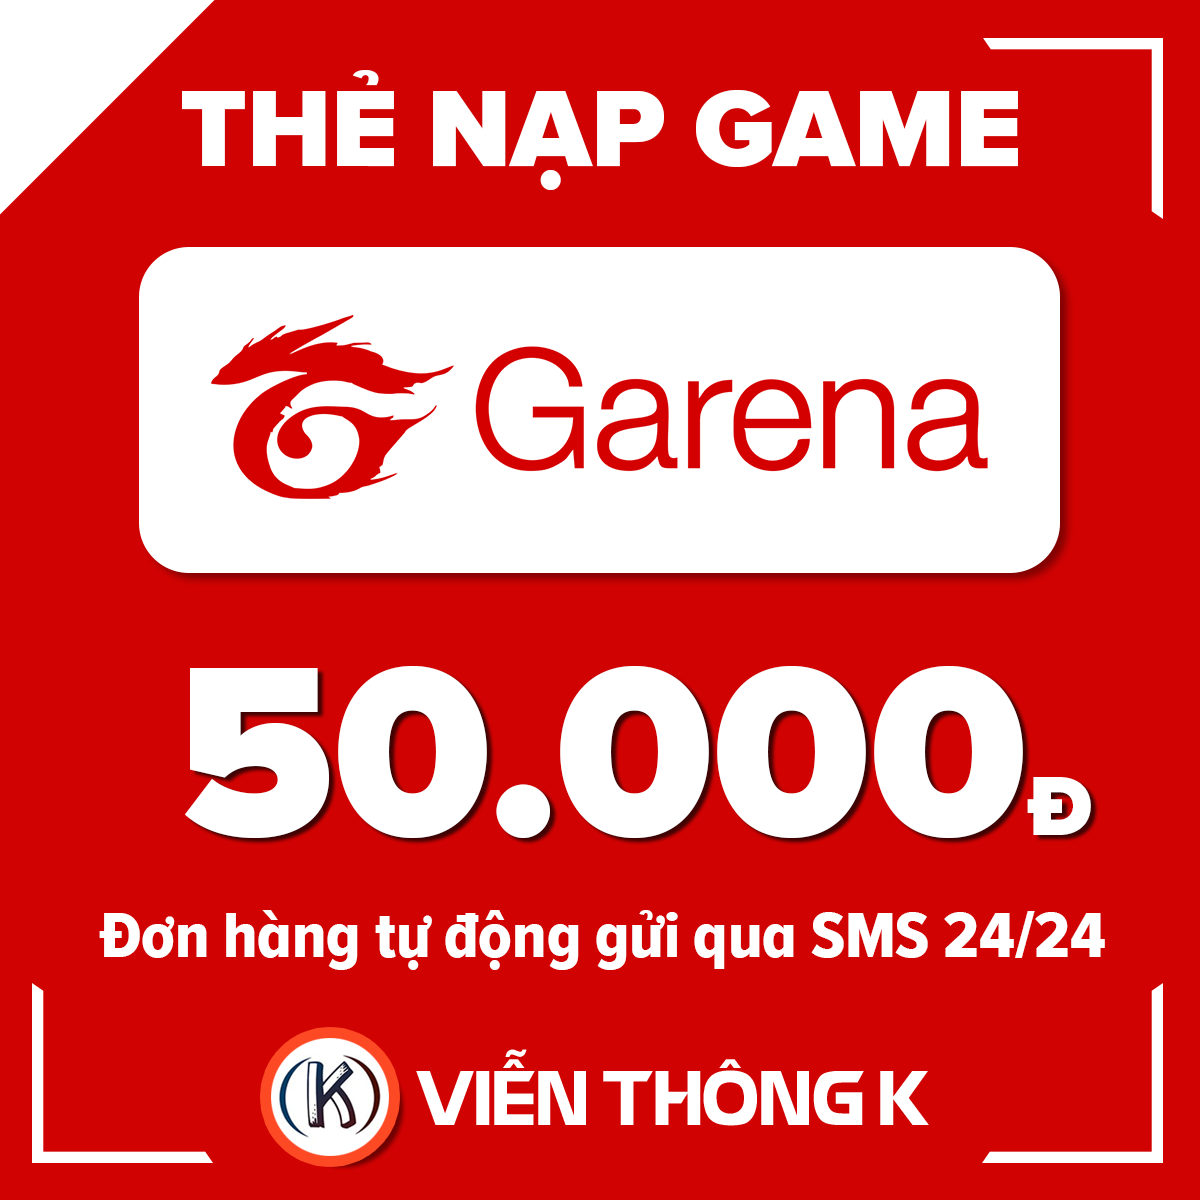 THẺ NẠP GAME
Garena
50.000Đ
Đơn hàng tự động gửi qua SMS 24/24
(K) VIỄN THÔNG K